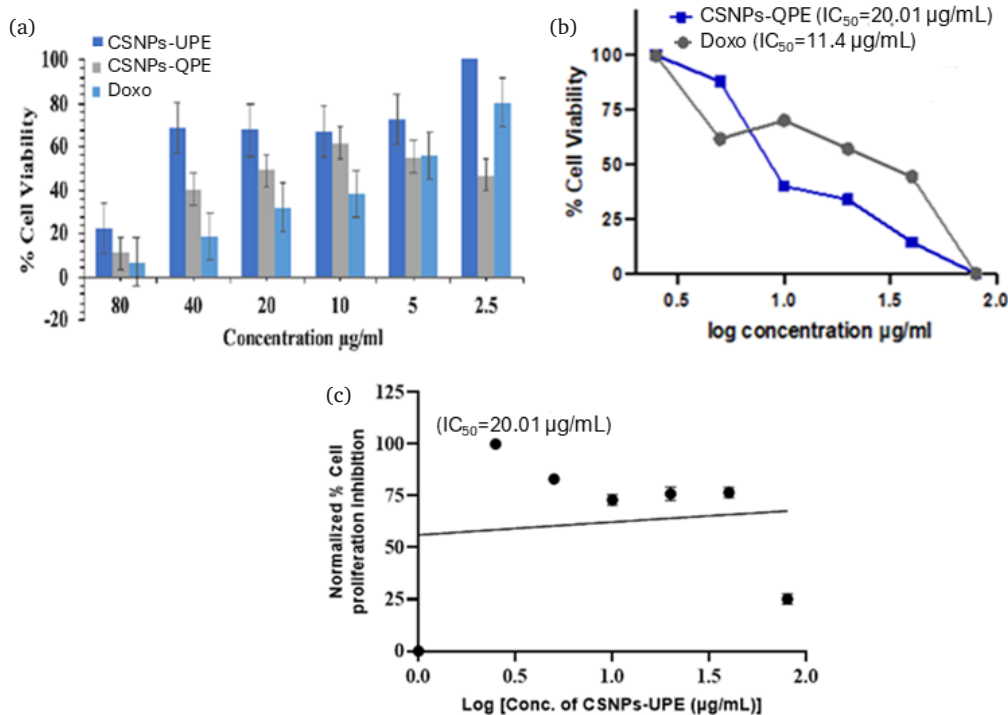 (a)
CSNPs-UPE
CSNPs-QPE
Doxo
100
80
60
40
20
0
-20
% Cell Viability
80 40 20 10 5 2.5
Concentration µg/ml
(b)
CSNPs-QPE (IC50=20.01 µg/mL)
Doxo (IC50=11.4 µg/mL)
100
75
50
25
0
% Cell Viability
0.5 1.0 1.5 2.0
log concentration µg/ml
(c)
(IC50=20.01 µg/mL)
125
100
75
50
25
0
Normalized % Cell
proliferation inhibition
0.0 0.5 1.0 1.5 2.0
Log [Conc. of CSNPs-UPE (µg/mL)]